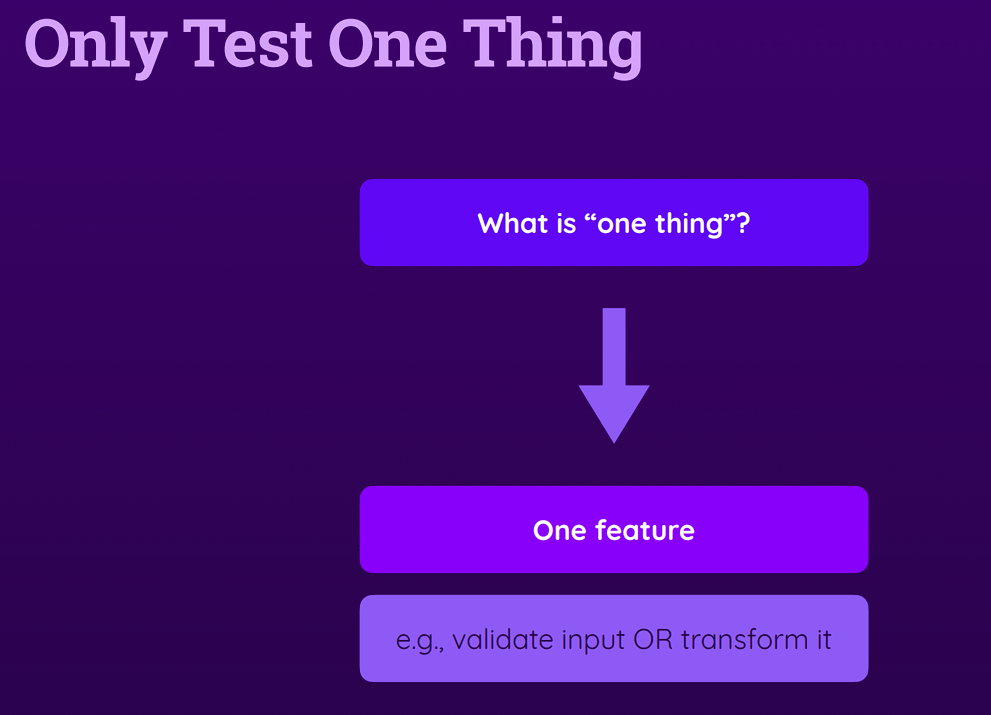 Only Test One Thing
What is “one thing”?
One feature
e.g., validate input OR transform it